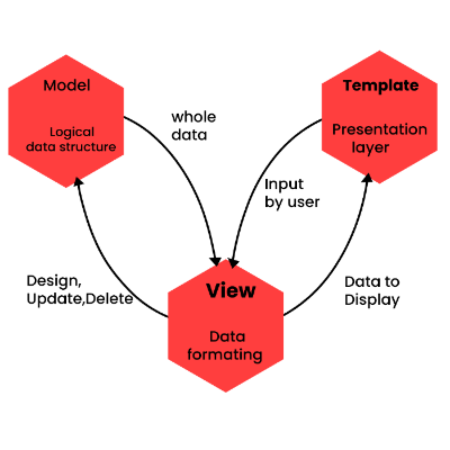 Model
Logical
data structure
whole
data
Template
Presentation
layer
Input
by user
Design,
Update,Delete
View
Data
formating
Data to
Display